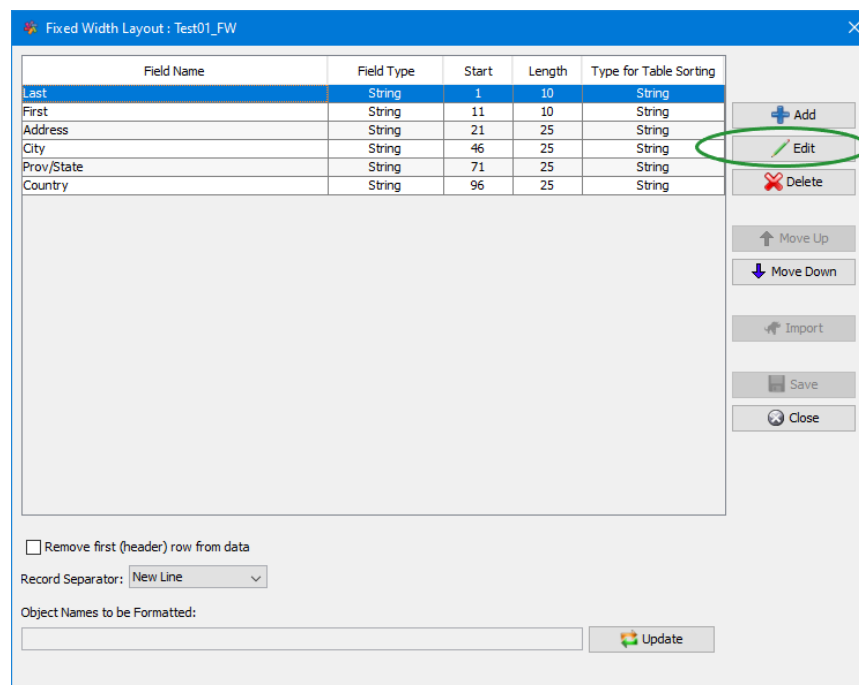 Fixed Width Layout : Test01_FW
Field Name Field Type Start Length Type for Table Sorting
Last String 1 10 String
First String 11 10 String
Address String 21 25 String
City String 46 25 String
Prov/State String 71 25 String
Country String 96 25 String
Add
Edit
Delete
Move Up
Move Down
Import
Save
Close
Remove first (header) row from data
Record Separator: New Line
Object Names to be Formatted:
Update